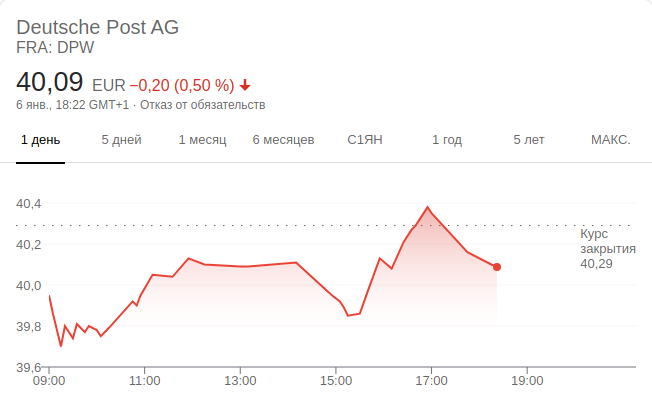 Deutsche Post AG
FRA: DPW
40,09 EUR −0,20 (0,50 %)
6 янв., 18:22 GMT+1 · Отказ от обязательств
1 день 5 дней 1 месяц 6 месяцев С1ЯН 1 год 5 лет МАКС.
40,4
40,2
40,0
39,8
39,6
Курс
закрытия
40,29
09:00 11:00 13:00 15:00 17:00 19:00